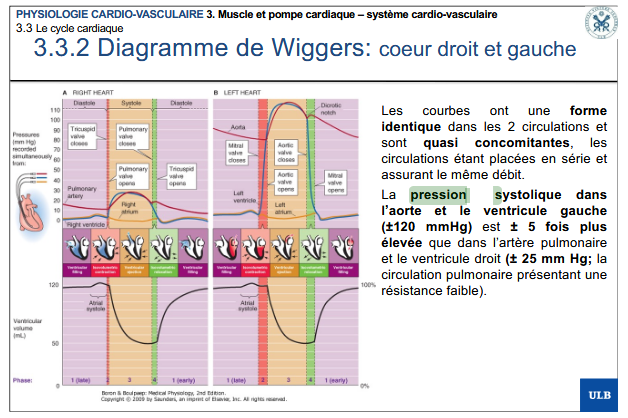 PHYSIOLOGIE CARDIO-VASCULAIRE 3. Muscle et pompe cardiaque – système cardio-vasculaire
3.3 Le cycle cardiaque
3.3.2 Diagramme de Wiggers: coeur droit et gauche
A RIGHT HEART
B LEFT HEART
Diastole
Systole
Diastole
Diastole
Systole
Diastole
110
100
90
80
70
60
50
40
30
20
10
0
Pressures
(mm Hg)
recorded
simultaneously
from:
Tricuspid
valve
closes
Pulmonary
valve
closes
Pulmonary
valve
opens
Tricuspid
valve
opens
Pulmonary
artery
Right
atrium
Right ventricle
Aorta
Dicrotic
notch
Mitral
valve
closes
Aortic
valve
closes
Aortic
valve
opens
Mitral
valve
opens
Left
ventricle
Left
atrium
Ventricular
filling
Isovolumetric
contraction
Ventricular
ejection
Isovolumetric
relaxation
Ventricular
filling
Ventricular
filling
Isovolumetric
contraction
Ventricular
ejection
Isovolumetric
relaxation
Ventricular
filling
120
100%
Atrial
systole
Atrial
systole
Ventricular
volume
(mL)
50
0%
Phase:
1 (late)
2
3
4
1 (early)
1 (late)
2
3
4
1 (early)
Boron & Boulpaep: Medical Physiology, 2nd Edition.
Copyright © 2009 by Saunders, an imprint of Elsevier, Inc. All rights reserved.
Les courbes ont une forme
identique dans les 2 circulations et
sont quasi concomitantes, les
circulations étant placées en série et
assurant le même débit.
La pression systolique dans
l'aorte et le ventricule gauche
(±120 mmHg) est ± 5 fois plus
élevée que dans l'artère pulmonaire
et le ventricule droit (± 25 mm Hg; la
circulation pulmonaire présentant une
résistance faible).
ULB